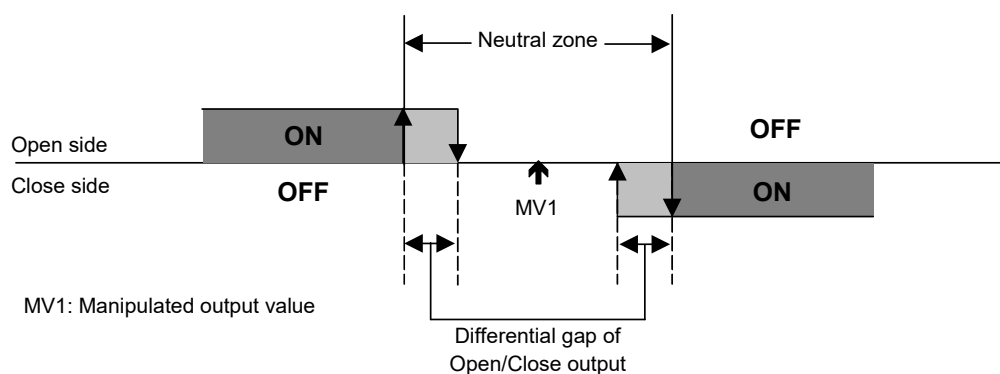 Neutral zone
ON
OFF
Open side
Close side
OFF
MV1
ON
MV1: Manipulated output value
Differential gap of
Open/Close output